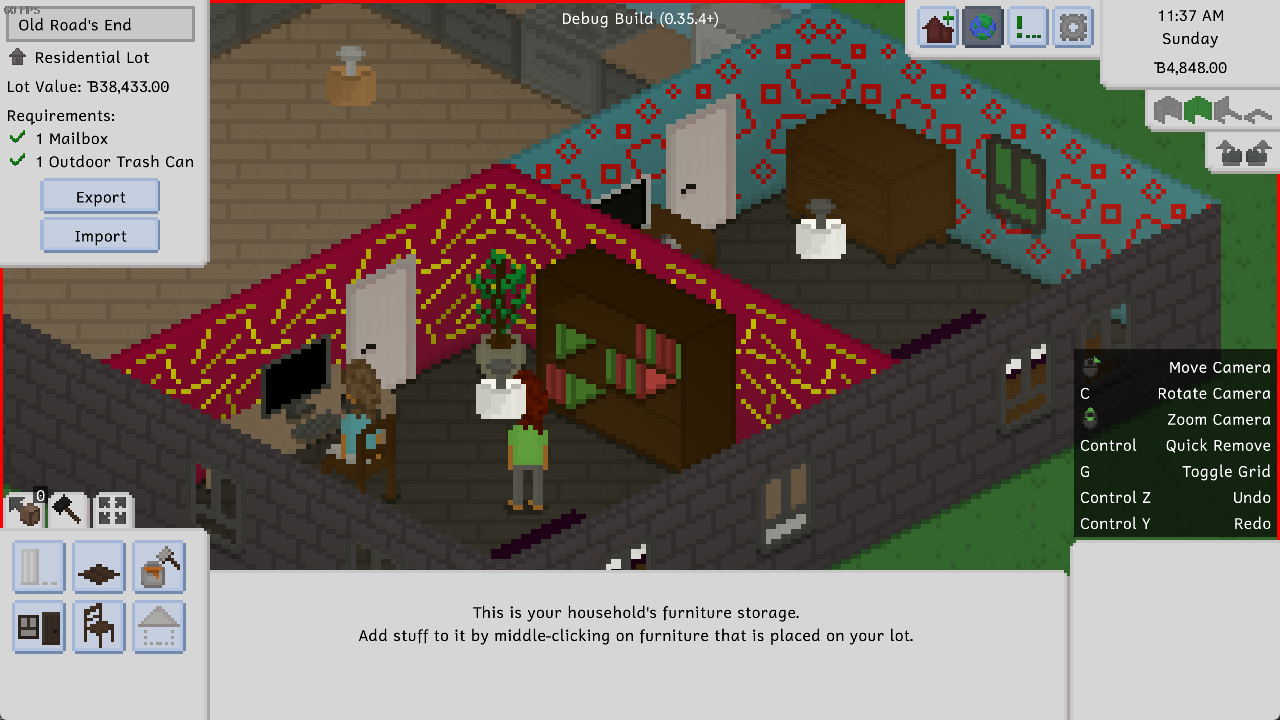 60 FPS
Old Road's End
Residential Lot
Lot Value: Ƀ38,433.00
Requirements:
1 Mailbox
1 Outdoor Trash Can
Export
Import
Debug Build (0.35.4+)
11:37 AM
Sunday
Ƀ4,848.00
Move Camera
C Rotate Camera
Zoom Camera
Control Quick Remove
G Toggle Grid
Control Z Undo
Control Y Redo
0
This is your household's furniture storage.
Add stuff to it by middle-clicking on furniture that is placed on your lot.